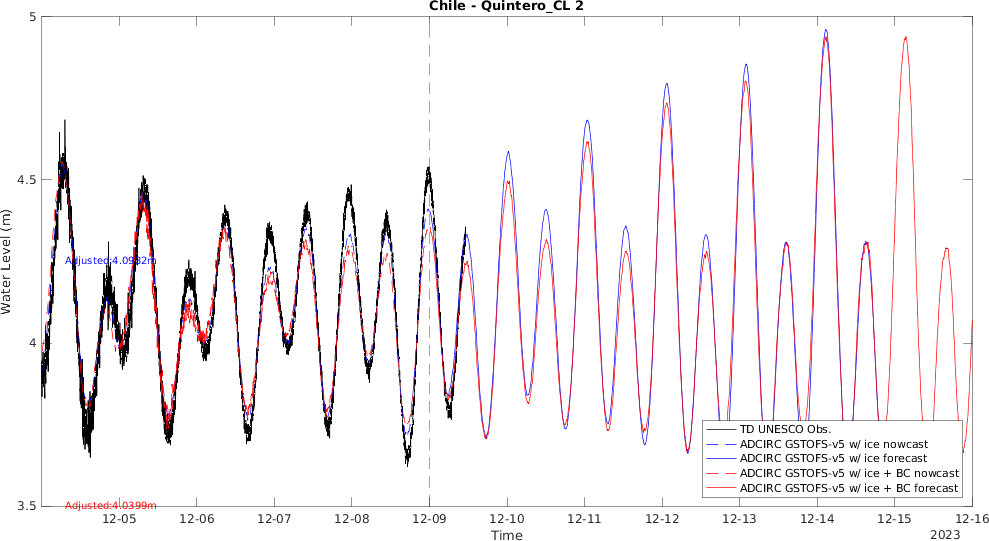 Chile - Quintero_CL 2
Water Level (m)
5
4.5
4
3.5
Adjusted:4.0932m
Adjusted:4.0399m
TD UNESCO Obs.
ADCIRC GSTOFS-v5 w/ ice nowcast
ADCIRC GSTOFS-v5 w/ ice forecast
ADCIRC GSTOFS-v5 w/ ice + BC nowcast
ADCIRC GSTOFS-v5 w/ ice + BC forecast
12-05 12-06 12-07 12-08 12-09 12-10 12-11 12-12 12-13 12-14 12-15 12-16
Time
2023